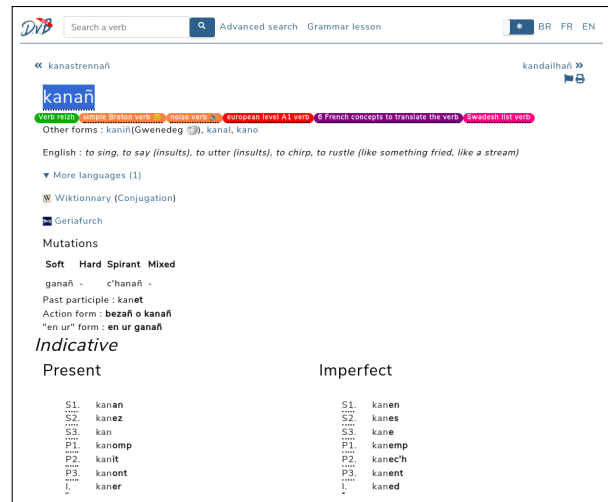 DVB Search a verb Advanced search Grammar lesson BR FR EN
« kanastrennañ kandailhañ »
kanañ
Verb reizh simple Breton verb noise verb european level A1 verb 6 French concepts to translate the verb Swadesh list verb
Other forms : kaniñ(Gwenedeg ), kanal, kano
English : to sing, to say (insults), to utter (insults), to chirp, to rustle (like something fried, like a stream)
▼ More languages (1)
W Wiktionnary (Conjugation)
Geriafurch
Mutations
Soft Hard Spirant Mixed
ganañ - c'hanañ -
Past participle : kanet
Action form : bezañ o kanañ
"en ur" form : en ur ganañ
Indicative
Present
S1. kanan
S2. kanez
S3. kan
P1. kanomp
P2. kanit
P3. kanont
I. kaner
Imperfect
S1. kanen
S2. kanes
S3. kane
P1. kanemp
P2. kanec'h
P3. kanent
I. kaned